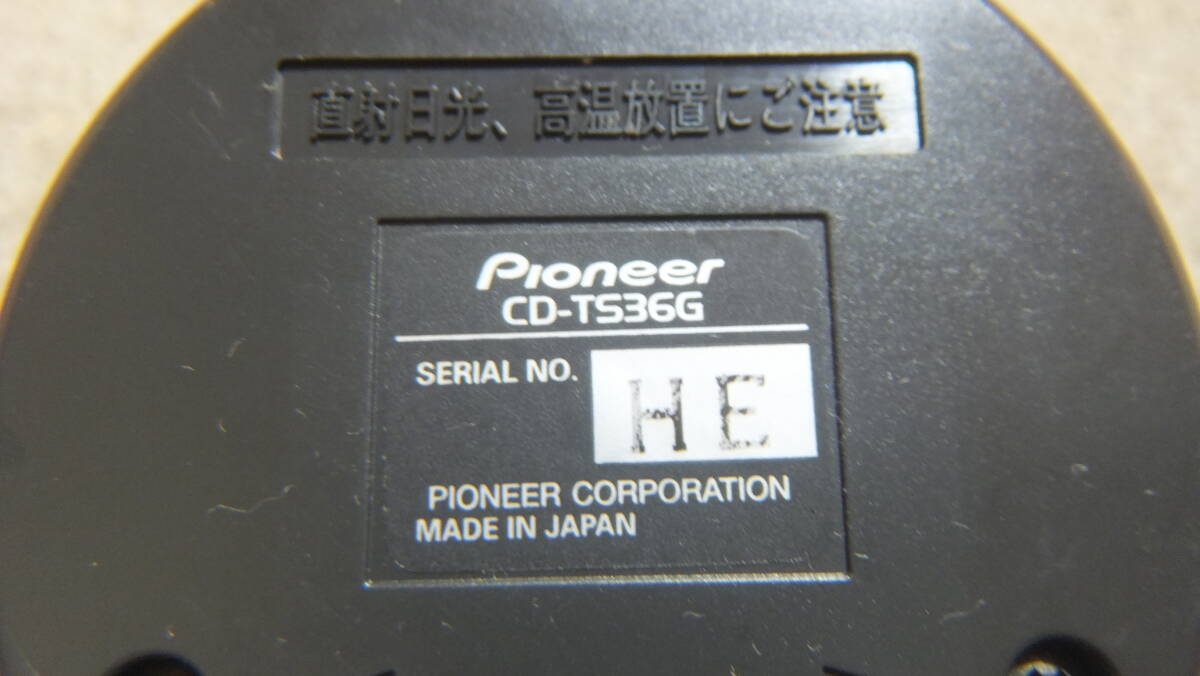 直射日光、高温放置にご注意
Pioneer
CD-TS36G
SERIAL NO.
HE
PIONEER CORPORATION
MADE IN JAPAN